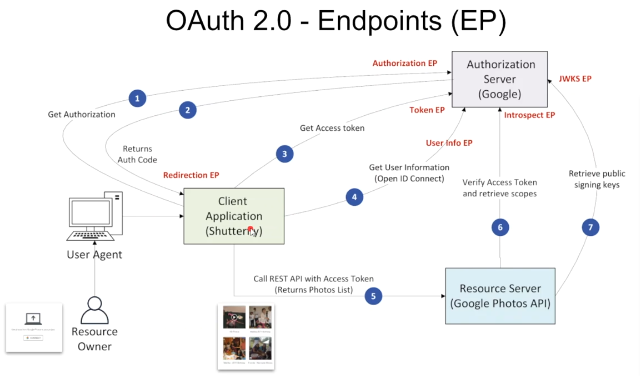 OAuth 2.0 - Endpoints (EP)
Authorization EP
Authorization
Server
(Google)
JWKS EP
1
2
Get Authorization
Token EP
Introspect EP
Get Access token
Returns
Auth Code
3
User Info EP
Redirection EP
Get User Information
(Open ID Connect)
4
Verify Access Token
and retrieve scopes
Retrieve public
signing keys
Client
Application
(Shutterfly)
6
7
User Agent
Call REST API with Access Token
(Returns Photos List)
5
Resource Server
(Google Photos API)
Resource
Owner